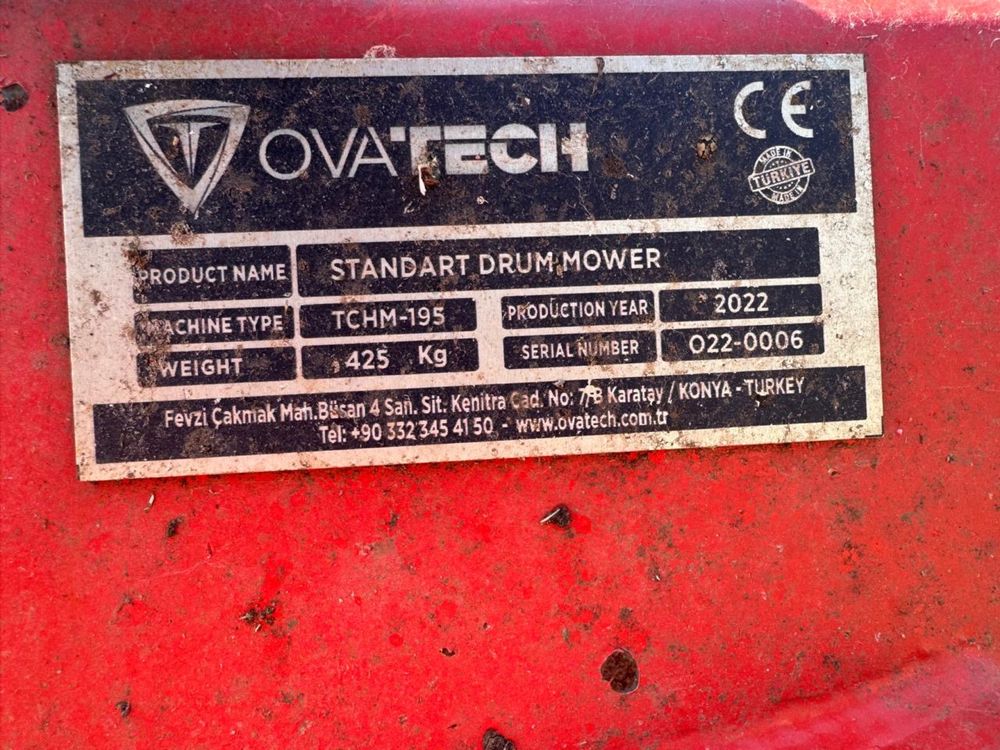 OVATECH
CE
MADE IN
TÜRKİYE
MADE IN
PRODUCT NAME STANDART DRUM MOWER
MACHINE TYPE TCHM-195 PRODUCTION YEAR 2022
WEIGHT 425 Kg SERIAL NUMBER 022-0006
Fevzi Çakmak Mah.Büsan 4 San. Sit. Kenitra Cad. No: 7/B Karatay / KONYA - TURKEY
Tel: +90 332 345 41 50 - www.ovatech.com.tr